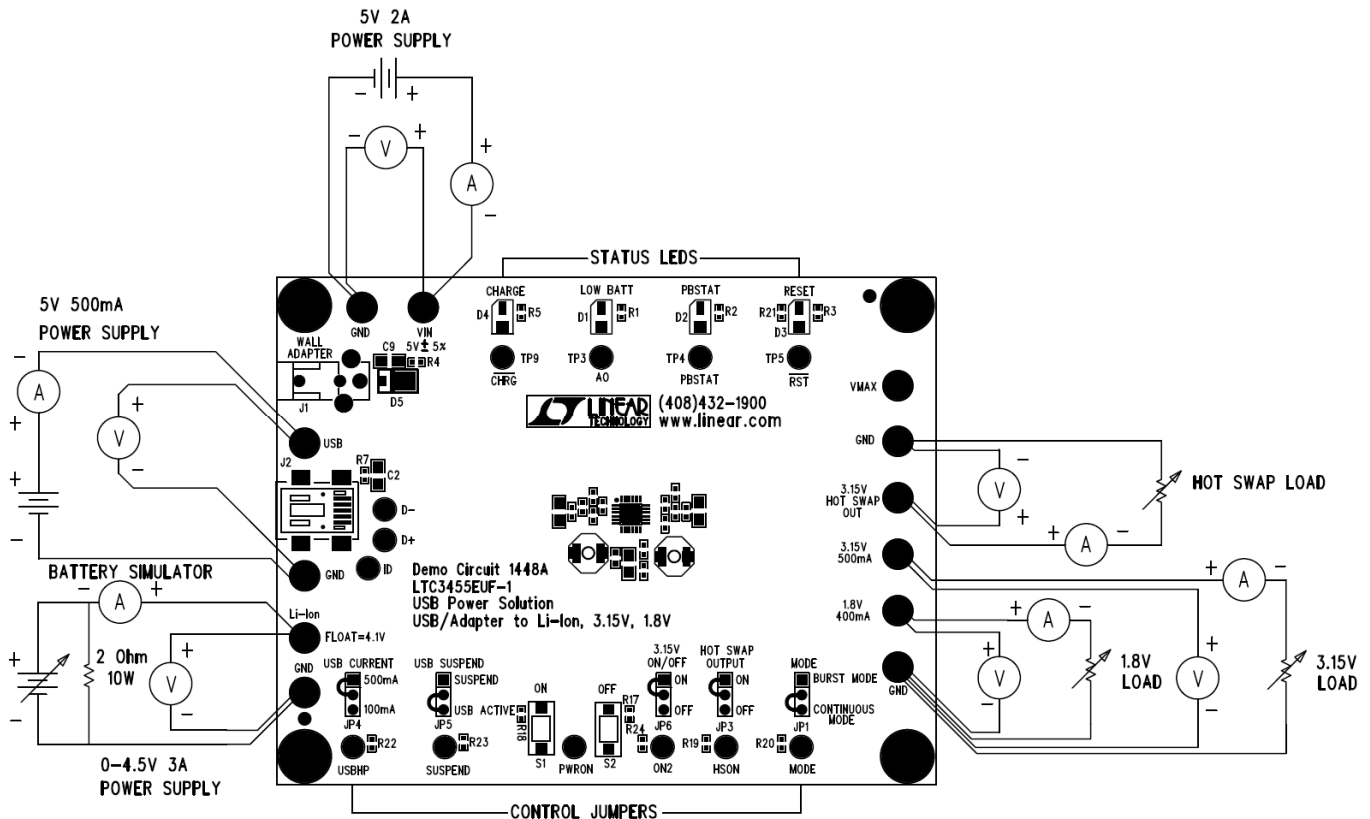 5V 2A
POWER SUPPLY
- +
- V +
+
A
-
STATUS LEDS
5V 500mA
POWER SUPPLY
-
A
+
+
V
-
+
-
GND
VIN
5V ± 5%
WALL
ADAPTER
J1
C9
R4
D5
CHARGE
D4
R5
TP9
CHRG
LOW BATT
D1
R1
TP3
AO
PBSTAT
D2
R2
TP4
PBSTAT
RESET
R21
R3
D3
TP5
RST
LINEAR
TECHNOLOGY
(408)432-1900
www.linear.com
USB
J2
R7
C2
D-
D+
ID
GND
VMAX
GND
3.15V
HOT SWAP
OUT
3.15V
500mA
1.8V
400mA
GND
-
V
+
+ A -
HOT SWAP LOAD
+ A -
+ A -
+
V
-
1.8V
LOAD
+
V
-
3.15V
LOAD
Demo Circuit 1448A
LTC3455EUF-1
USB Power Solution
USB/Adapter to Li-Ion, 3.15V, 1.8V
BATTERY SIMULATOR
- A +
+
-
2 Ohm
10W
+
V
-
0-4.5V 3A
POWER SUPPLY
Li-Ion
FLOAT=4.1V
GND
USB CURRENT
500mA
100mA
JP4
R22
USBHP
USB SUSPEND
SUSPEND
USB ACTIVE
JP5
R23
SUSPEND
ON
R18
S1
PWRON
OFF
R17
S2
3.15V
ON/OFF
ON
OFF
JP6
R24
ON2
HOT SWAP
OUTPUT
ON
OFF
JP3
R19
HSON
MODE
BURST MODE
CONTINUOUS
MODE
JP1
R20
MODE
CONTROL JUMPERS